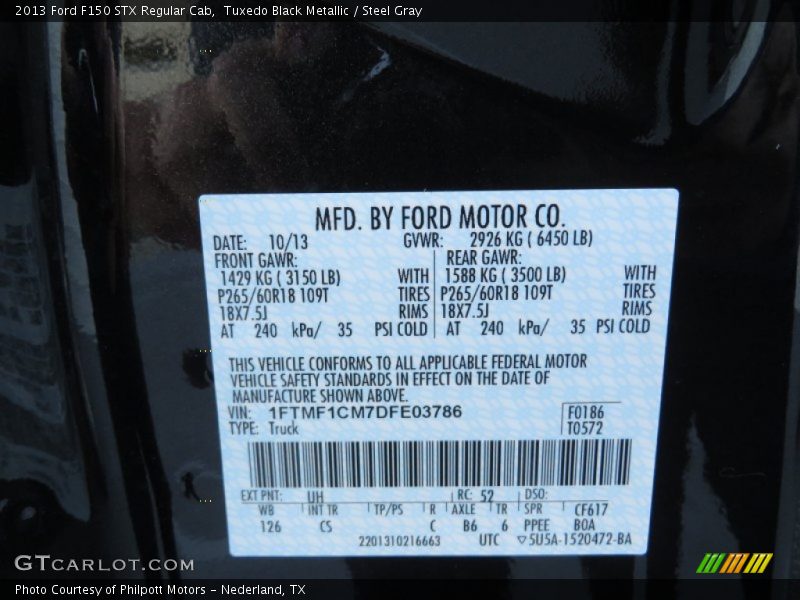 2013 Ford F150 STX Regular Cab,  Tuxedo Black Metallic / Steel Gray
MFD. BY FORD MOTOR CO.
DATE: 10/13 GVWR: 2926 KG ( 6450 LB)
FRONT GAWR: REAR GAWR:
1429 KG ( 3150 LB) WITH 1588 KG ( 3500 LB) WITH
P265/60R18 109T TIRES P265/60R18 109T TIRES
18X7.5J RIMS 18X7.5J RIMS
AT 240 kPa/ 35 PSI COLD AT 240 kPa/ 35 PSI COLD
THIS VEHICLE CONFORMS TO ALL APPLICABLE FEDERAL MOTOR
VEHICLE SAFETY STANDARDS IN EFFECT ON THE DATE OF
MANUFACTURE SHOWN ABOVE.
VIN: 1FTMF1CM7DFE03786 F0186
TYPE: Truck T0572
EXT PNT: UH RC: 52 DSO:
WB INT TR TP/PS R AXLE TR SPR CF617
126 CS C B6 6 PPEE BOA
2201310216663 UTC ▽5U5A-1520472-BA
GTCARLOT.COM
Photo Courtesy of Philpott Motors - Nederland, TX